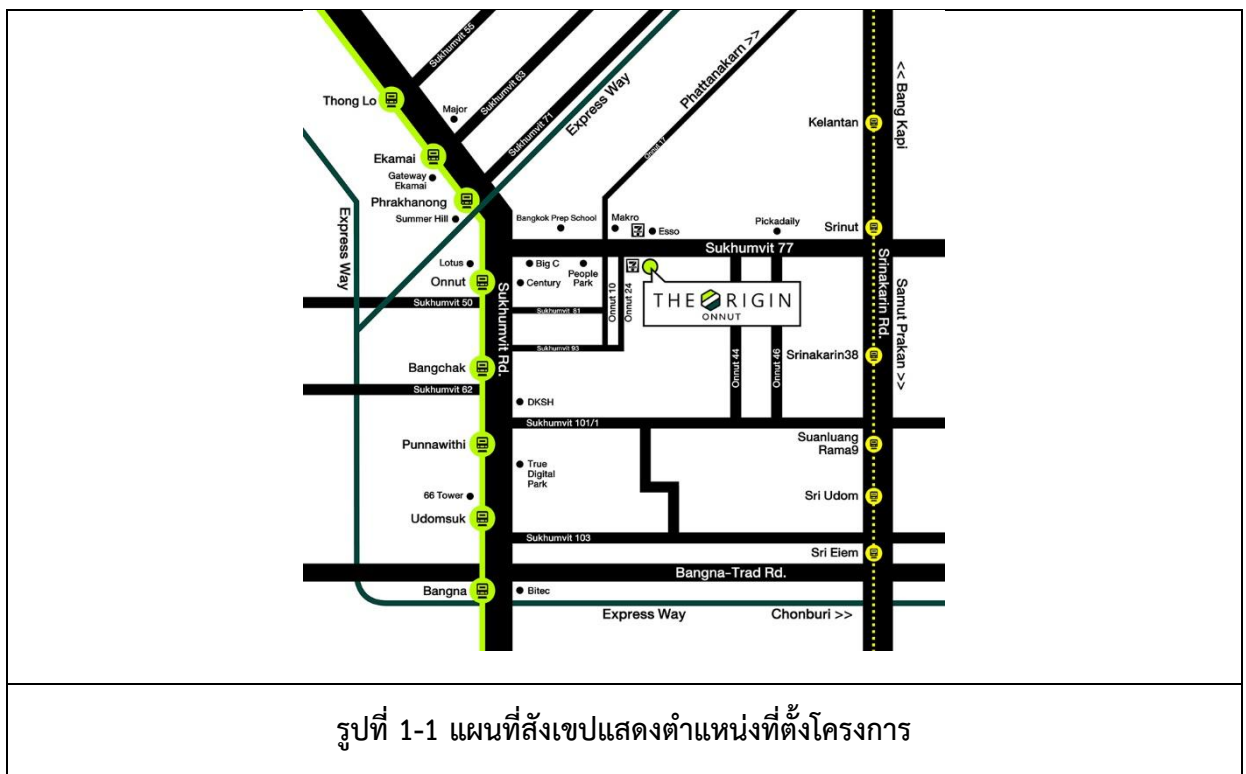 Sukhumvit 55
Sukhumvit 63
Sukhumvit 71
Express Way
Phattanakarn >>
Onnut 17
<< Bang Kapi
Thong Lo
Major
Kelantan
Ekamai
Gateway
Ekamai
Phrakhanong
Summer Hill
Express Way
Bangkok Prep School
Makro
Esso
Pickadaily
Srinut
Sukhumvit 77
Lotus
Big C
People
Park
Onnut
Century
Sukhumvit 50
Sukhumvit Rd.
Sukhumvit 81
Onnut 10
Onnut 24
THE ORIGIN
ONNUT
Srinakarin Rd.
Samut Prakan >>
Sukhumvit 93
Onnut 44
Onnut 46
Srinakarin38
Bangchak
Sukhumvit 62
DKSH
Sukhumvit 101/1
Punnawithi
Suanluang
Rama9
True
Digital
Park
66 Tower
Sri Udom
Udomsuk
Sukhumvit 103
Sri Eiem
Bangna-Trad Rd.
Bangna
Bitec
Express Way
Chonburi >>
รูปที่ 1-1 แผนที่สังเขปแสดงตำแหน่งที่ตั้งโครงการ